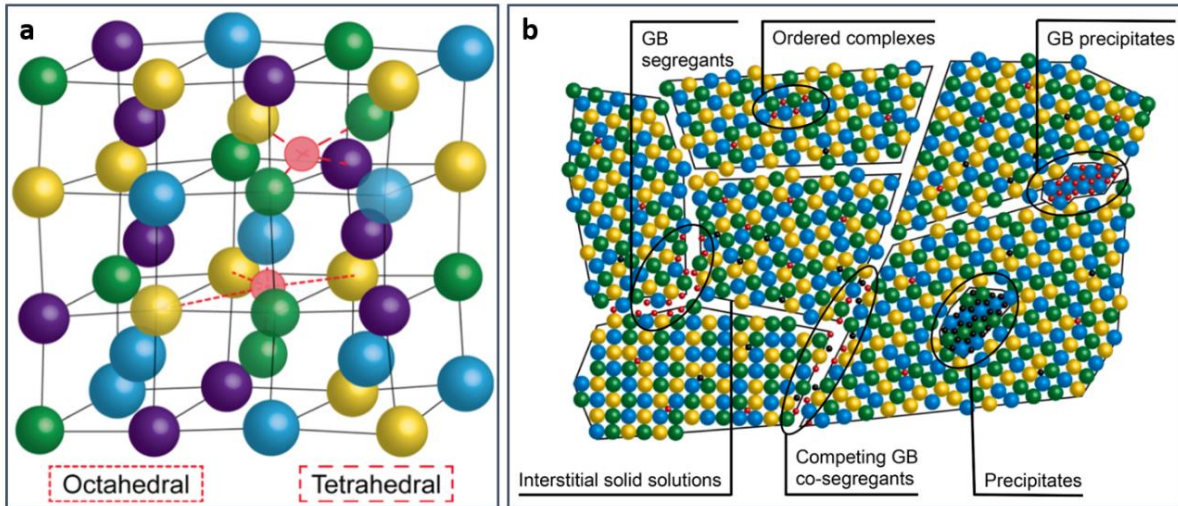 a
Octahedral
Tetrahedral
b
GB
segregants
Ordered complexes
GB precipitates
Interstitial solid solutions
Competing GB
co-segregants
Precipitates